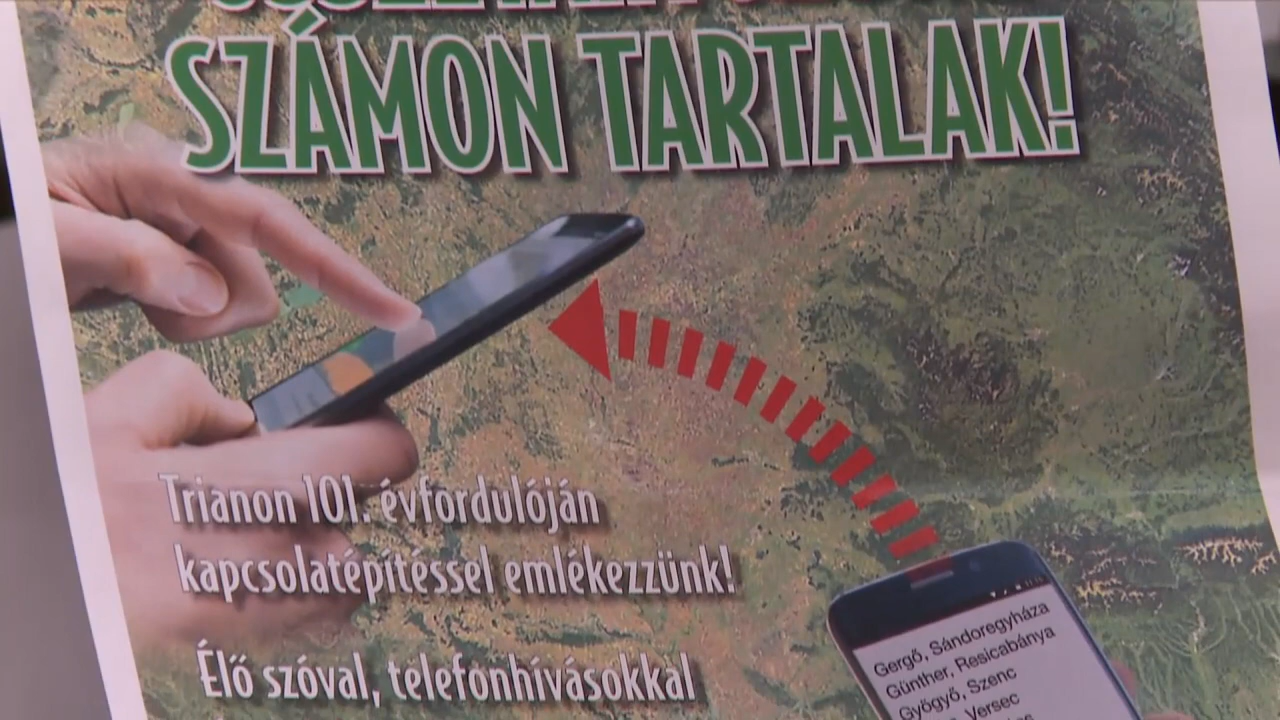 SZÁMON TARTALAK!
Trianon 101. évfordulóján
kapcsolatépítéssel emlékezzünk!
Élő szóval, telefonhívásokkal
Gergő, Sándoregyháza
Günther, Resicabánya
Gyögyő, Szenc
Versec